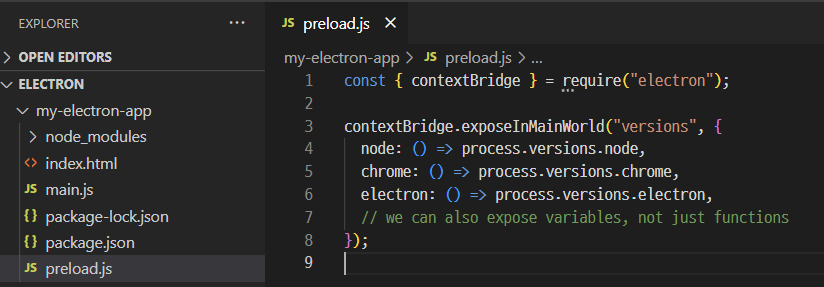 EXPLORER
OPEN EDITORS
ELECTRON
my-electron-app
node_modules
index.html
JS main.js
{} package-lock.json
{} package.json
JS preload.js
JS preload.js
my-electron-app > JS preload.js > ...
1 const { contextBridge } = require("electron");
2
3 contextBridge.exposeInMainWorld("versions", {
4   node: () => process.versions.node,
5   chrome: () => process.versions.chrome,
6   electron: () => process.versions.electron,
7   // we can also expose variables, not just functions
8 });
9